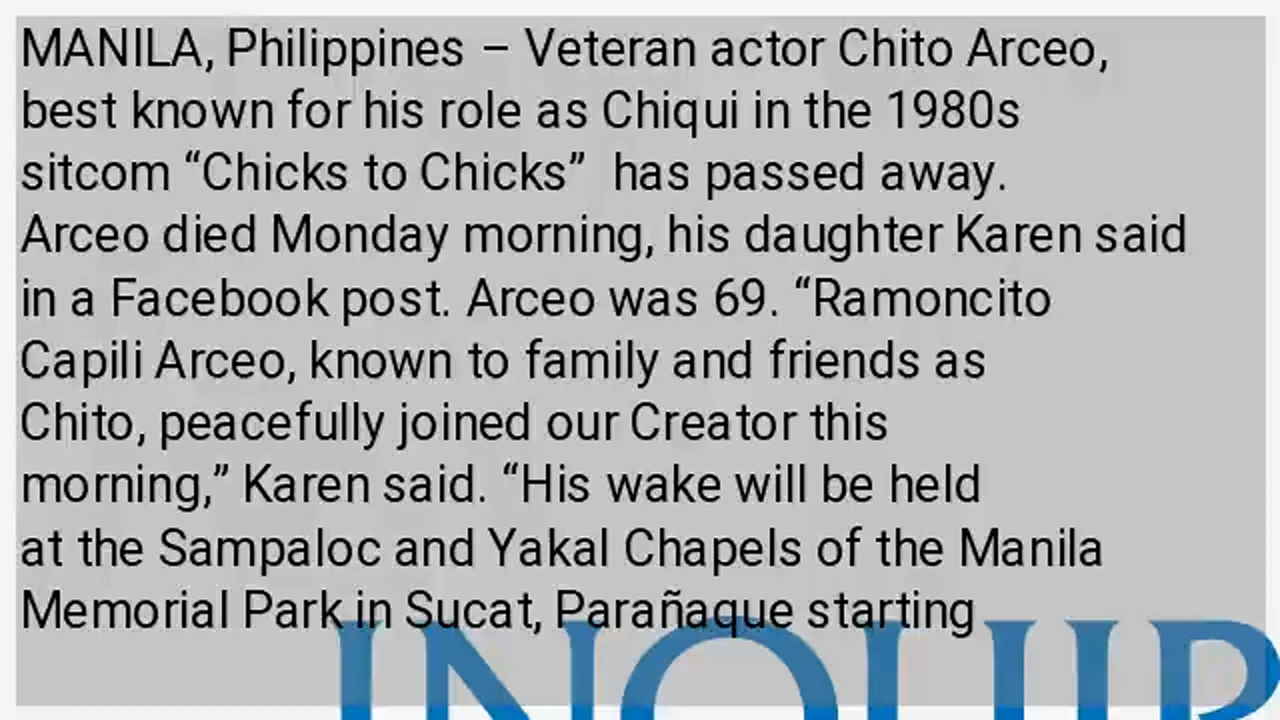 MANILA, Philippines – Veteran actor Chito Arceo,
best known for his role as Chiqui in the 1980s
sitcom “Chicks to Chicks”  has passed away.
Arceo died Monday morning, his daughter Karen said
in a Facebook post. Arceo was 69. “Ramoncito
Capili Arceo, known to family and friends as
Chito, peacefully joined our Creator this
morning,” Karen said. “His wake will be held
at the Sampaloc and Yakal Chapels of the Manila
Memorial Park in Sucat, Parañaque starting